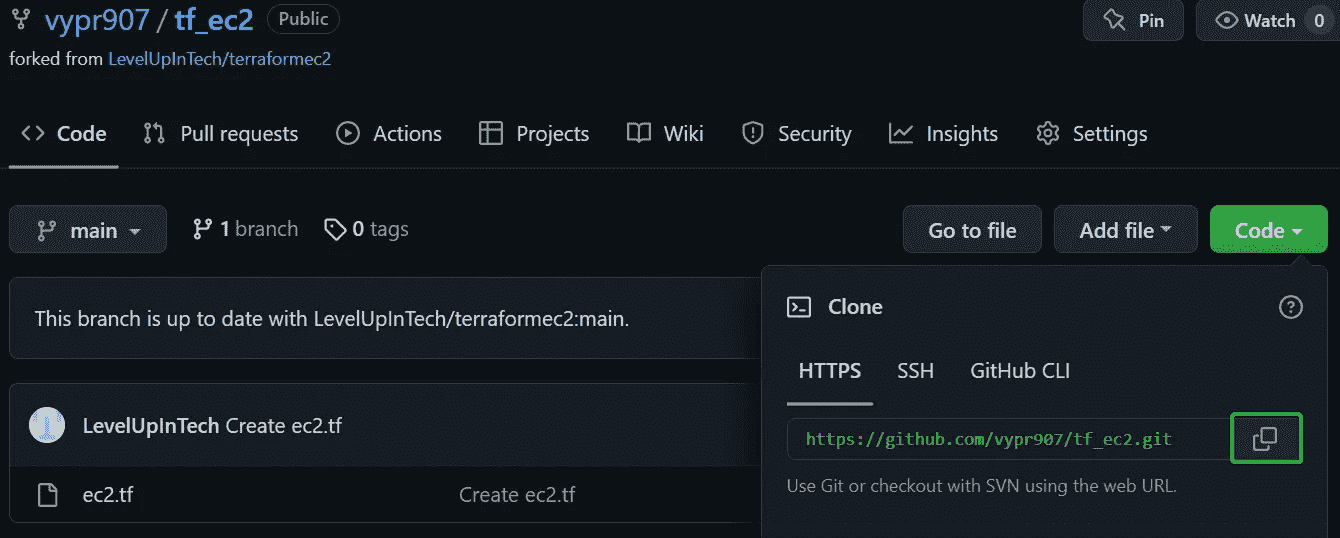 vypr907 / tf_ec2 Public Pin Watch 0
forked from LevelUpInTech/terraformec2
Code Pull requests Actions Projects Wiki Security Insights Settings
main 1 branch 0 tags Go to file Add file Code
This branch is up to date with LevelUpInTech/terraformec2:main.
Clone
HTTPS SSH GitHub CLI
LevelUpInTech Create ec2.tf
https://github.com/vypr907/tf_ec2.git
Use Git or checkout with SVN using the web URL.
ec2.tf Create ec2.tf